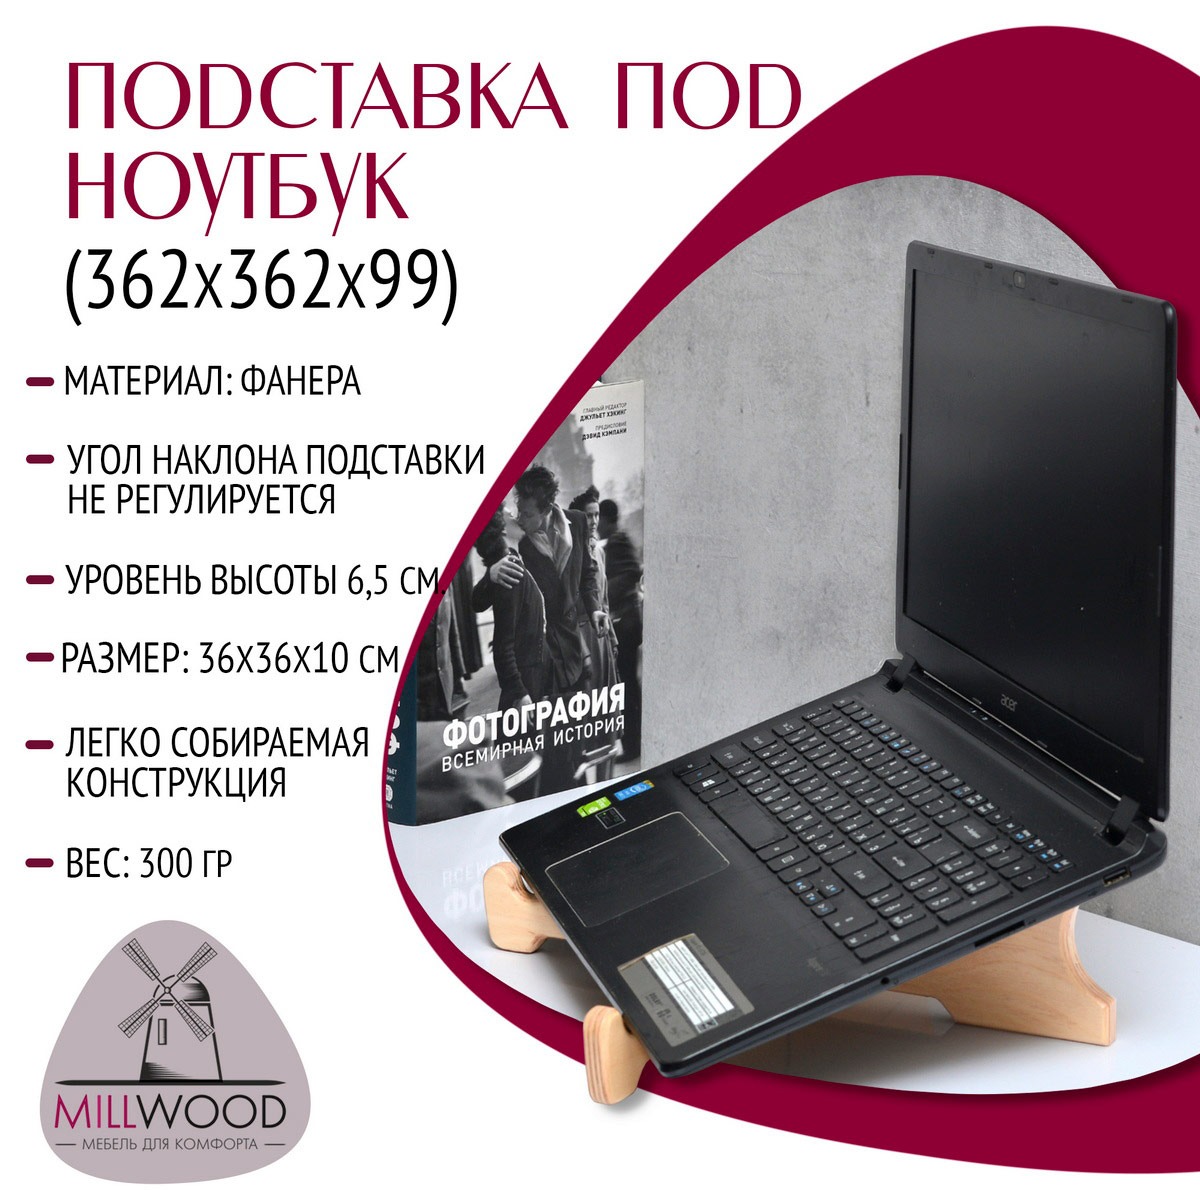 ПОДСТАВКА ПОД
НОУТБУК
(362х362х99)
МАТЕРИАЛ: ФАНЕРА
УГОЛ НАКЛОНА ПОДСТАВКИ
НЕ РЕГУЛИРУЕТСЯ
УРОВЕНЬ ВЫСОТЫ 6,5 СМ.
РАЗМЕР: 36Х36Х10 СМ
ЛЕГКО СОБИРАЕМАЯ
КОНСТРУКЦИЯ
ВЕС: 300 ГР
MILLWOOD
МЕБЕЛЬ ДЛЯ КОМФОРТА
ГЛАВНЫЙ РЕДАКТОР
ДЖУЛЬЕТ ХЭКИНГ
ПРЕДИСЛОВИЕ
ДЭВИД КЭМПАНИ
ФОТОГРАФИЯ
ВСЕМИРНАЯ ИСТОРИЯ
acer